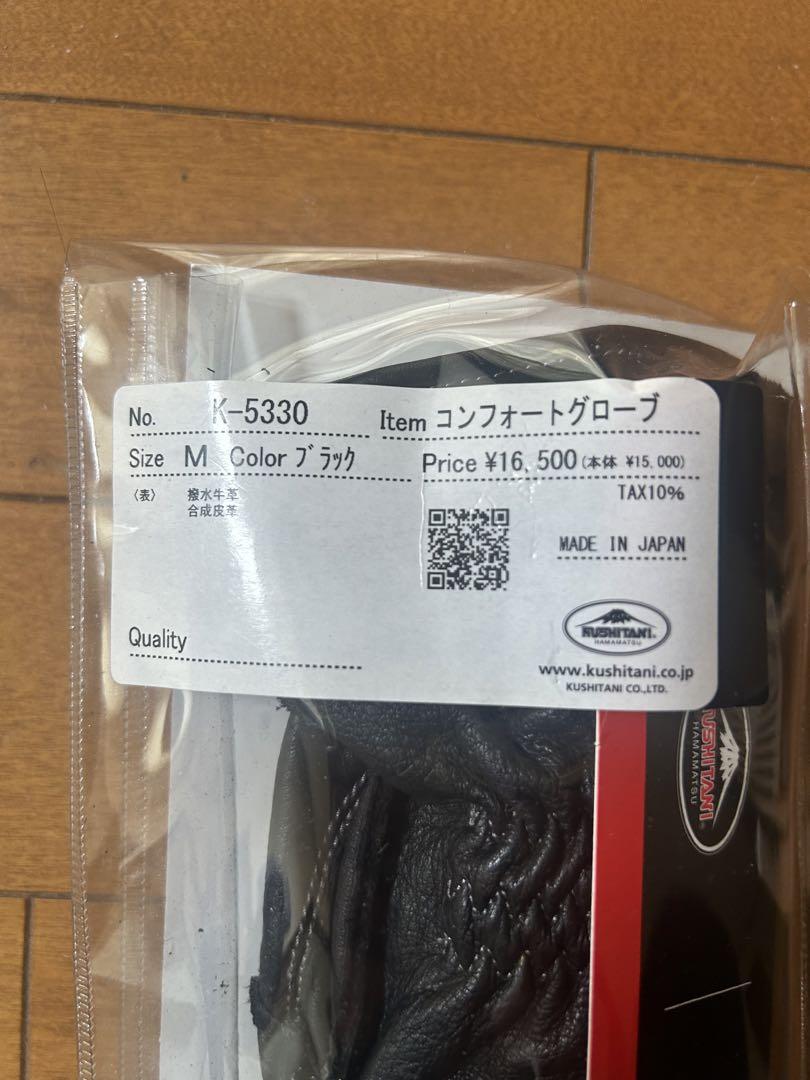 No. K-5330 Item コンフォートグローブ
Size M Color ブラック Price ¥16,500(本体 ¥15,000)
〈表〉 撥水牛革
合成皮革
TAX10%
MADE IN JAPAN
Quality
KUSHITANI.
HAMAMATSU
www.kushitani.co.jp
KUSHITANI CO.,LTD.
KUSHITANI
HAMAMATSU